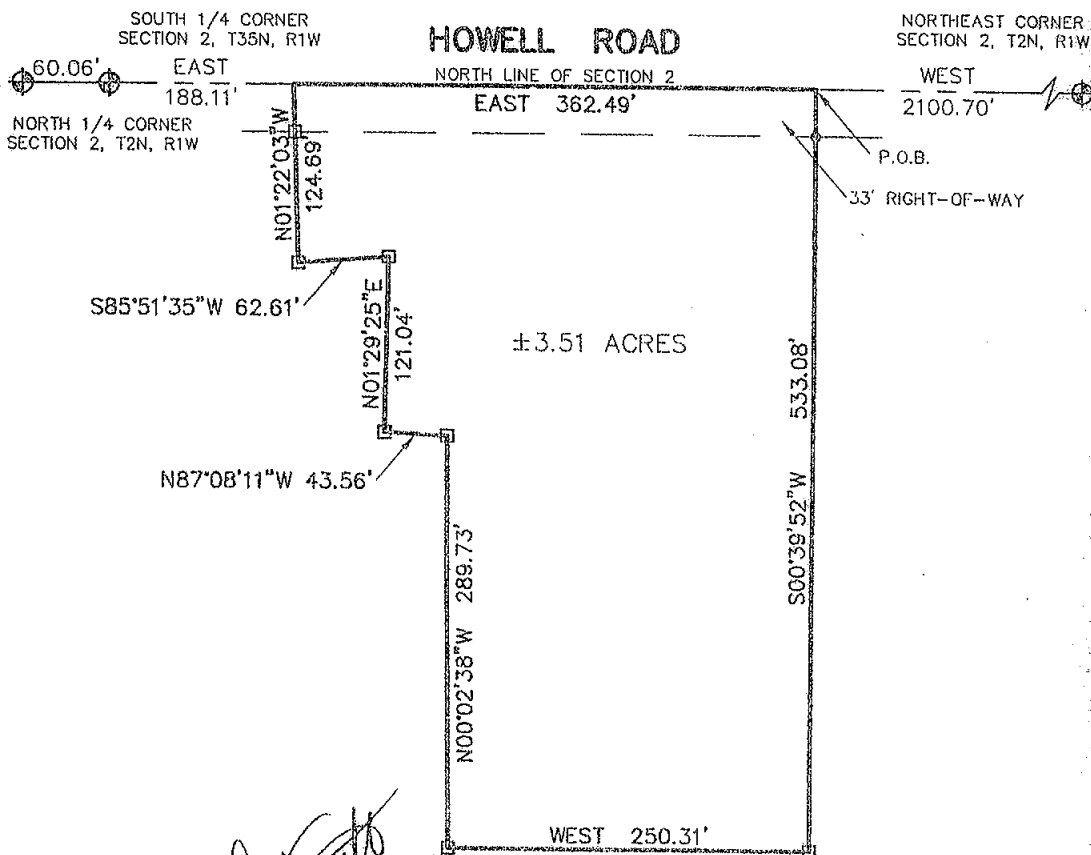 SOUTH 1/4 CORNER
SECTION 2, T35N, R1W
HOWELL ROAD
NORTHEAST CORNER
SECTION 2, T2N, R1W
60.06'
EAST
188.11'
NORTH LINE OF SECTION 2
EAST 362.49'
WEST
2100.70'
NORTH 1/4 CORNER
SECTION 2, T2N, R1W
P.O.B.
33' RIGHT-OF-WAY
N01°22'03"W
124.69'
S85°51'35"W 62.61'
N01°29'25"E
121.04'
±3.51 ACRES
N87°08'11"W 43.56'
N00°02'38"W 289.73'
S00°39'52"W 533.08'
WEST 250.31'